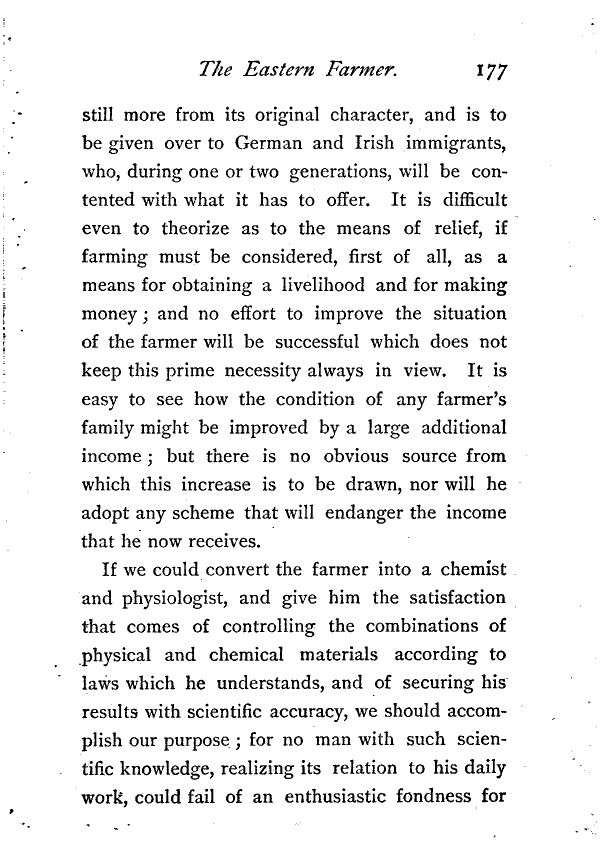 The Eastern Farmer. 177
still more from its original character, and is to
be given over to German and Irish immigrants,
who, during one or two generations, will be con-
tented with what it has to offer. It is difficult
even to theorize as to the means of relief, if
farming must be considered, first of all, as a
means for obtaining a livelihood and for making
money ; and no effort to improve the situation
of the farmer will be successful which does not
keep this prime necessity always in view. It is
easy to see how the condition of any farmer's
family might be improved by a large additional
income ; but there is no obvious source from
which this increase is to be drawn, nor will he
adopt any scheme that will endanger the income
that he now receives.
If we could convert the farmer into a chemist
and physiologist, and give him the satisfaction
that comes of controlling the combinations of
physical and chemical materials according to
laws which he understands, and of securing his
results with scientific accuracy, we should accom-
plish our purpose ; for no man with such scien-
tific knowledge, realizing its relation to his daily
work, could fail of an enthusiastic fondness for